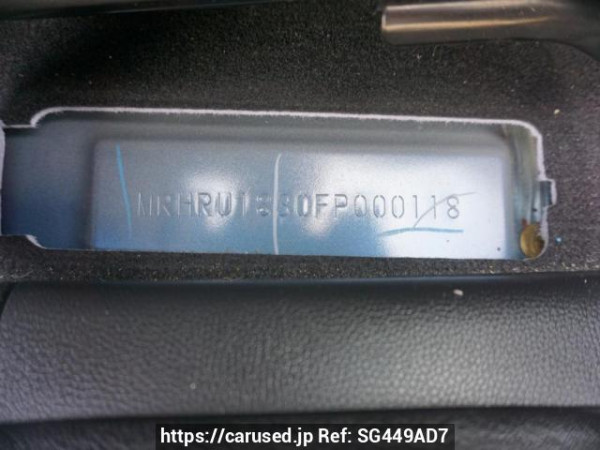 MRHRU1830FP000118
https://carused.jp Ref: SG449AD7